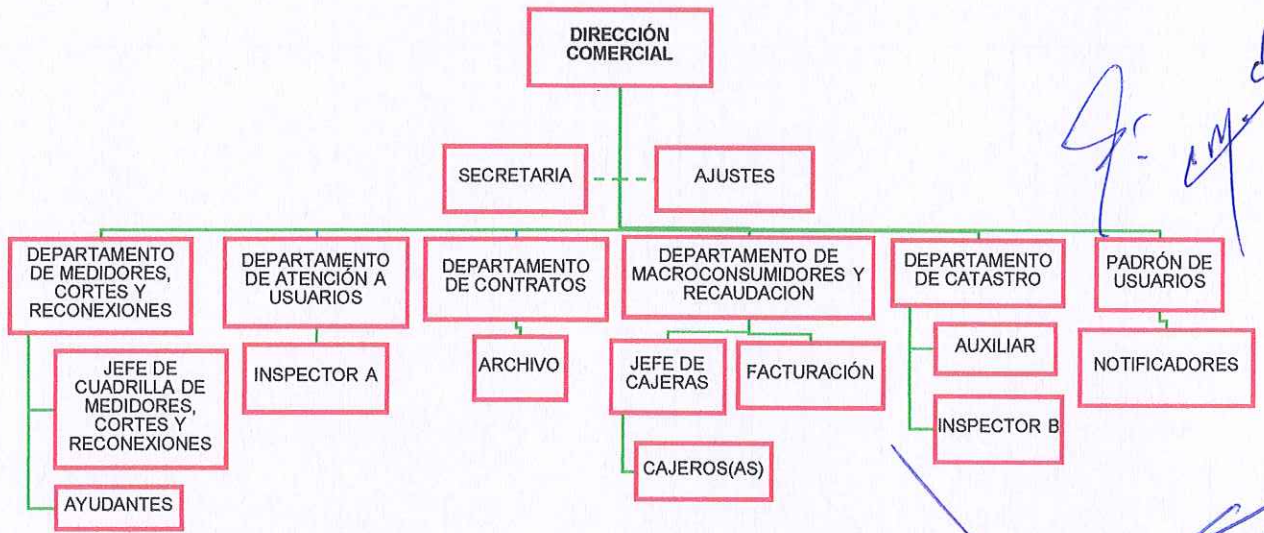 DIRECCIÓN
COMERCIAL
SECRETARIA
AJUSTES
DEPARTAMENTO
DE MEDIDORES,
CORTES Y
RECONEXIONES
DEPARTAMENTO
DE ATENCIÓN A
USUARIOS
DEPARTAMENTO
DE CONTRATOS
DEPARTAMENTO DE
MACROCONSUMIDORES Y
RECAUDACION
DEPARTAMENTO
DE CATASTRO
PADRÓN DE
USUARIOS
JEFE DE
CUADRILLA DE
MEDIDORES,
CORTES Y
RECONEXIONES
AYUDANTES
INSPECTOR A
ARCHIVO
JEFE DE
CAJERAS
FACTURACIÓN
CAJEROS(AS)
AUXILIAR
INSPECTOR B
NOTIFICADORES